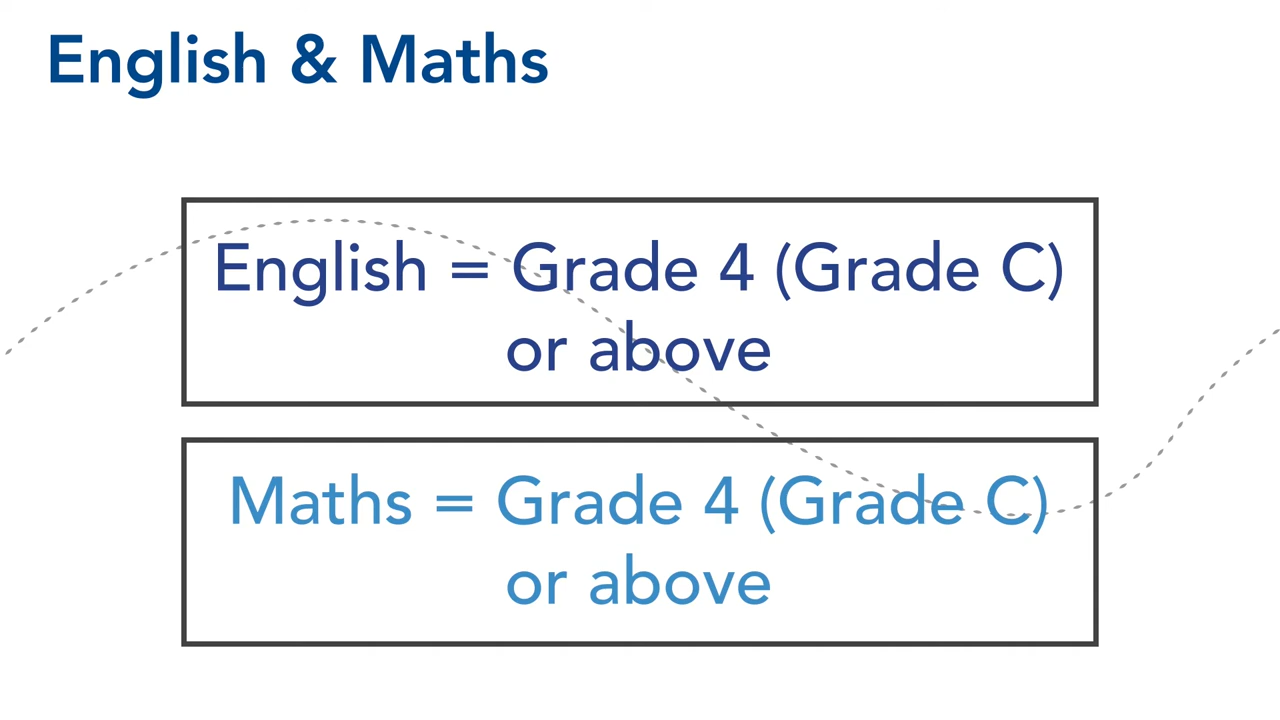 English & Maths
English = Grade 4 (Grade C)
or above
Maths = Grade 4 (Grade C)
or above